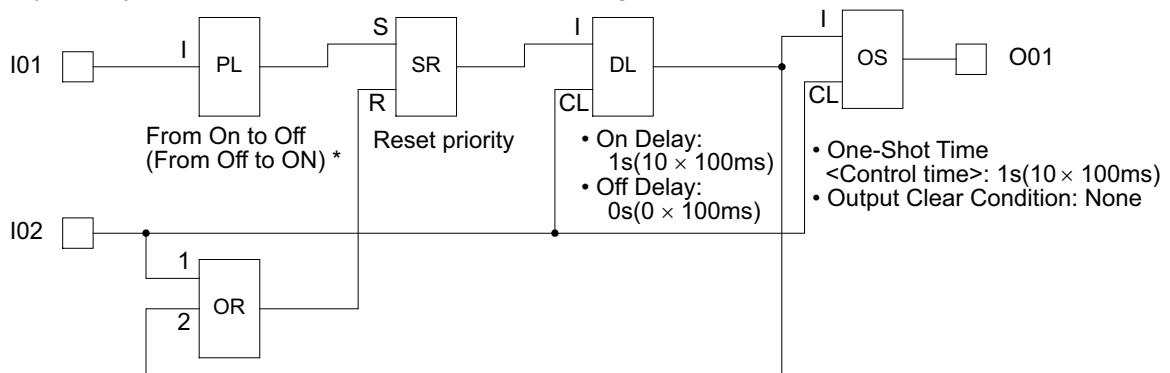 I01
I
PL
From On to Off
(From Off to ON) *
S
R
SR
Reset priority
I
CL
DL
• On Delay:
1s(10 × 100ms)
• Off Delay:
0s(0 × 100ms)
I
CL
OS
O01
• One-Shot Time
<Control time>: 1s(10 × 100ms)
• Output Clear Condition: None
I02
1
2
OR